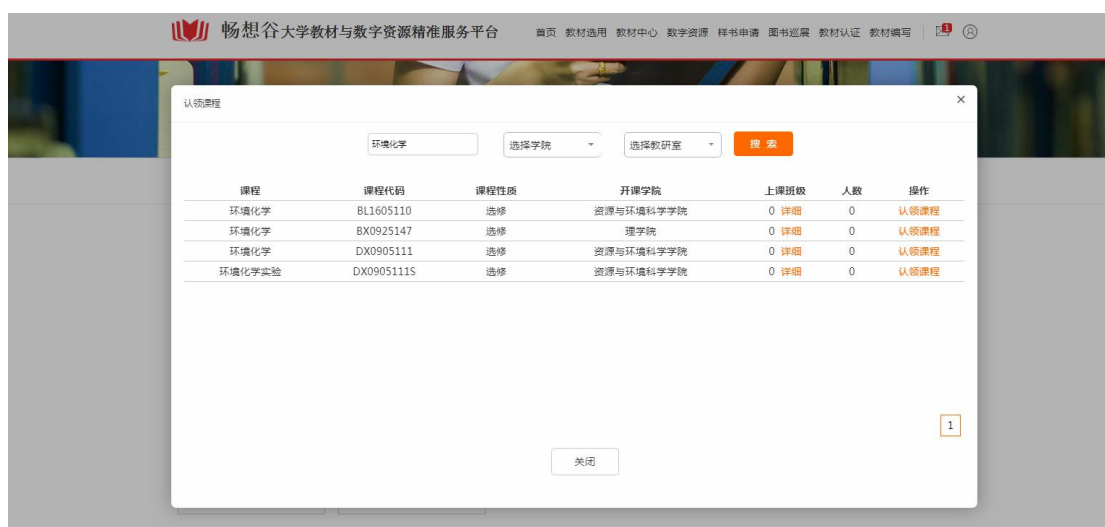 畅想谷大学教材与数字资源精准服务平台 首页 教材选用 教材中心 数字资源 样书申请 图书巡展 教材认证 教材编写 1
认领课程 ×
环境化学 选择学院 选择教研室 搜索
课程 课程代码 课程性质 开课学院 上课班级 人数 操作
环境化学 BL1605110 选修 资源与环境科学学院 0 详细 0 认领课程
环境化学 BX0925147 选修 理学院 0 详细 0 认领课程
环境化学 DX0905111 选修 资源与环境科学学院 0 详细 0 认领课程
环境化学实验 DX0905111S 选修 资源与环境科学学院 0 详细 0 认领课程
1
关闭